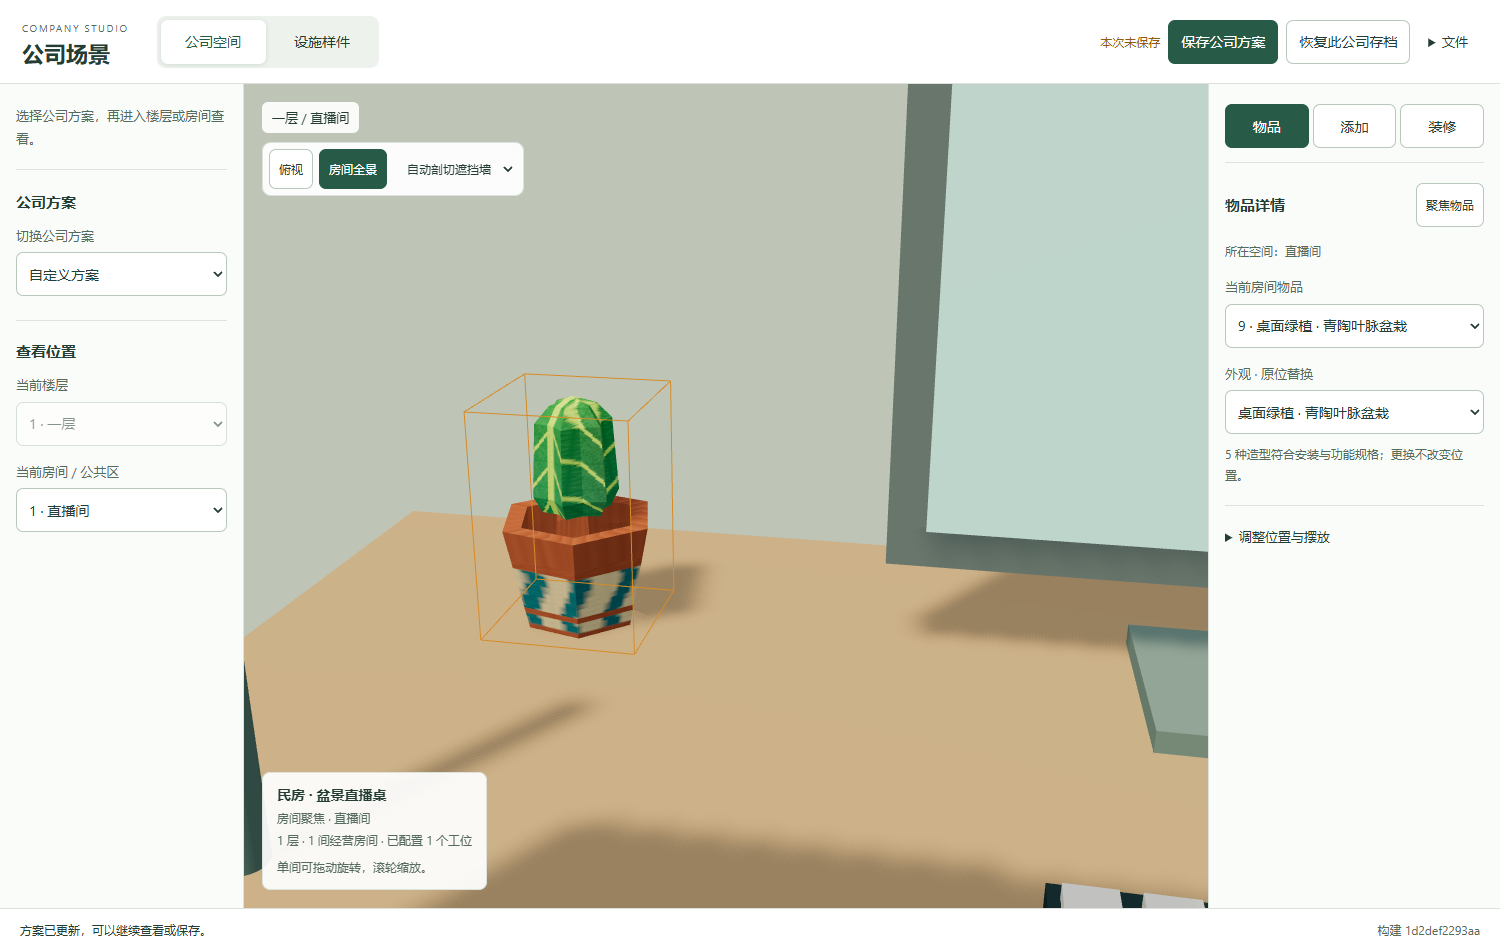 COMPANY STUDIO
公司场景
公司空间
设施样件
本次未保存
保存公司方案
恢复此公司存档
▶ 文件
选择公司方案，再进入楼层或房间查
看。
公司方案
切换公司方案
自定义方案
查看位置
当前楼层
1 · 一层
当前房间 / 公共区
1 · 直播间
一层 / 直播间
俯视
房间全景
自动剖切遮挡墙
民房 · 盆景直播桌
房间聚焦 · 直播间
1 层 · 1 间经营房间 · 已配置 1 个工位
单间可拖动旋转，滚轮缩放。
物品
添加
装修
物品详情
聚焦物品
所在空间：直播间
当前房间物品
9 · 桌面绿植 · 青陶叶脉盆栽
外观 · 原位替换
桌面绿植 · 青陶叶脉盆栽
5 种造型符合安装与功能规格；更换不改变位
置。
▶ 调整位置与摆放
方案已更新，可以继续查看或保存。
构建 1d2def2293aa